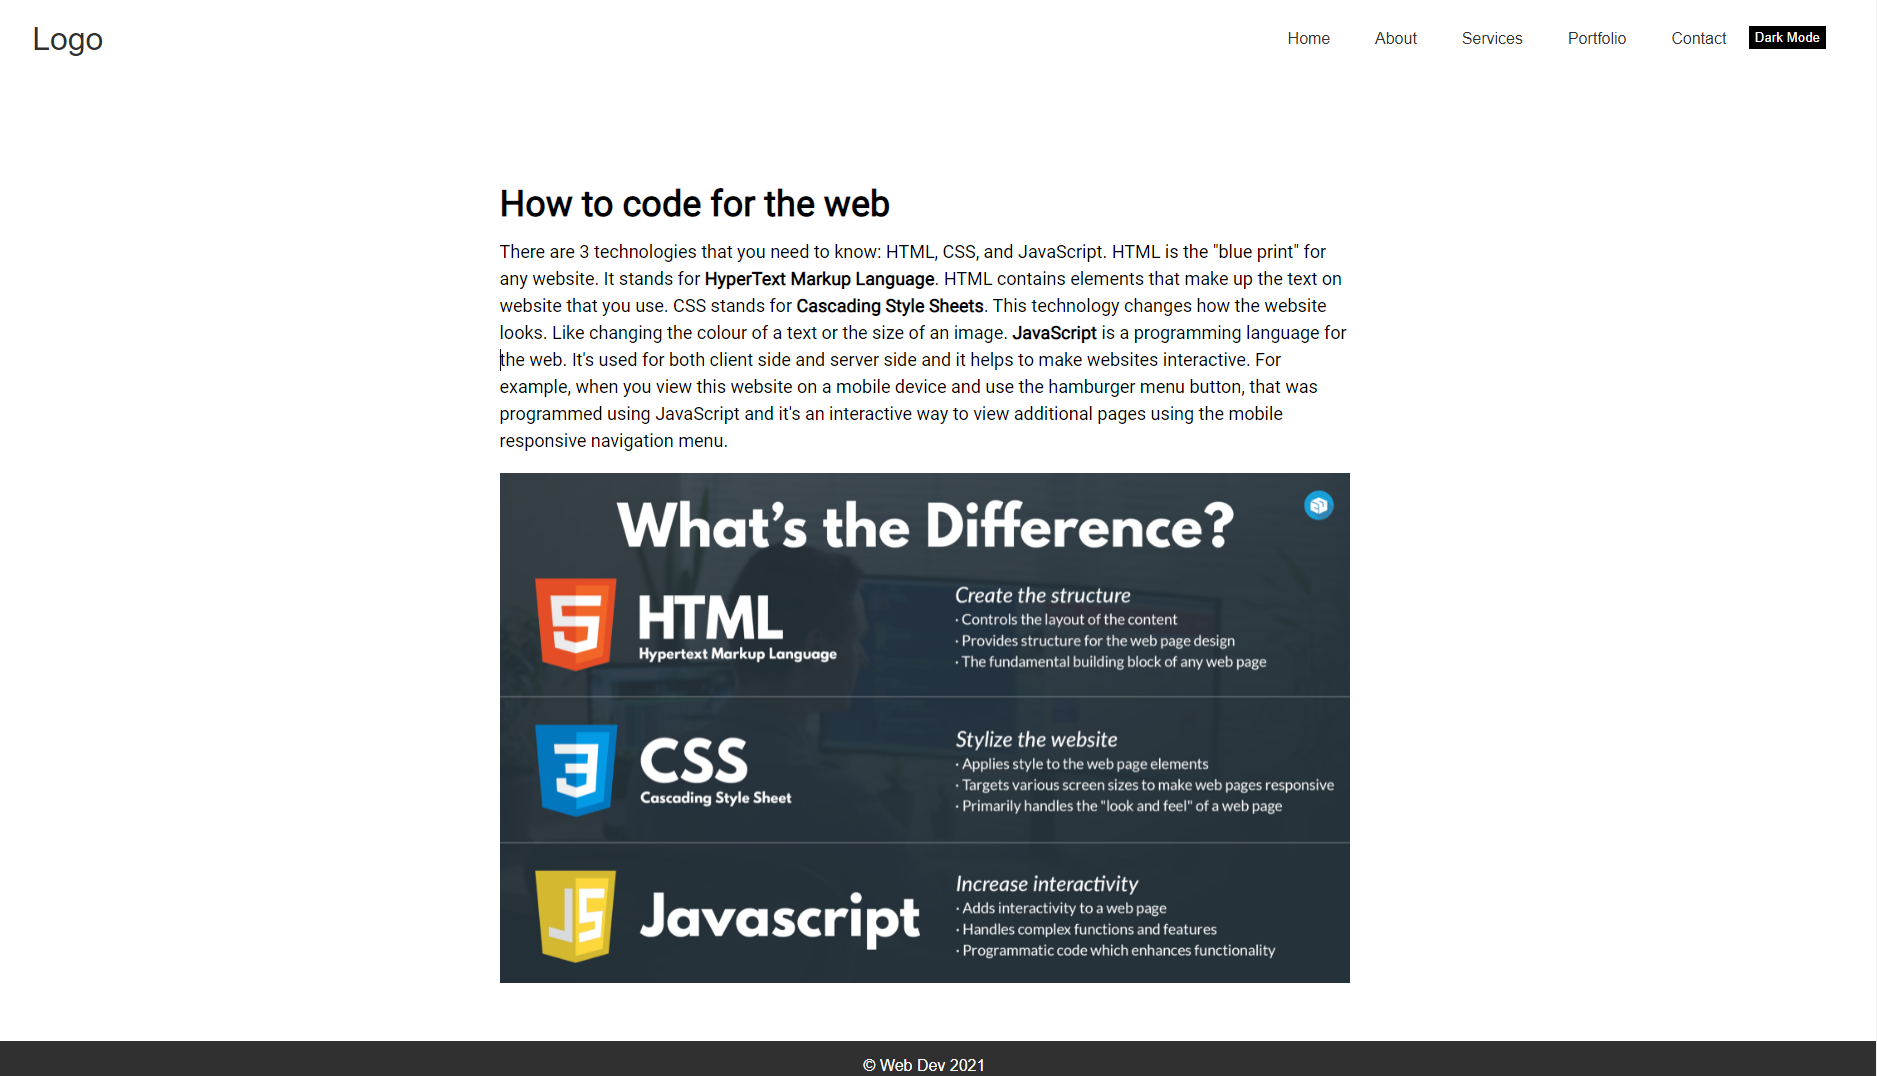 Logo
Home About Services Portfolio Contact Dark Mode
How to code for the web
There are 3 technologies that you need to know: HTML, CSS, and JavaScript. HTML is the "blue print" for
any website. It stands for HyperText Markup Language. HTML contains elements that make up the text on
website that you use. CSS stands for Cascading Style Sheets. This technology changes how the website
looks. Like changing the colour of a text or the size of an image. JavaScript is a programming language for
the web. It's used for both client side and server side and it helps to make websites interactive. For
example, when you view this website on a mobile device and use the hamburger menu button, that was
programmed using JavaScript and it's an interactive way to view additional pages using the mobile
responsive navigation menu.
What's the Difference?
5
HTML
Hypertext Markup Language
Create the structure
· Controls the layout of the content
· Provides structure for the web page design
· The fundamental building block of any web page
3
CSS
Cascading Style Sheet
Stylize the website
· Applies style to the web page elements
· Targets various screen sizes to make web pages responsive
· Primarily handles the "look and feel" of a web page
JS
Javascript
Increase interactivity
· Adds interactivity to a web page
· Handles complex functions and features
· Programmatic code which enhances functionality
© Web Dev 2021